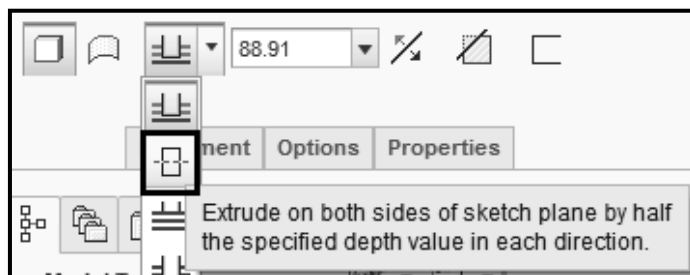 88.91
Options Properties
Extrude on both sides of sketch plane by half
the specified depth value in each direction.